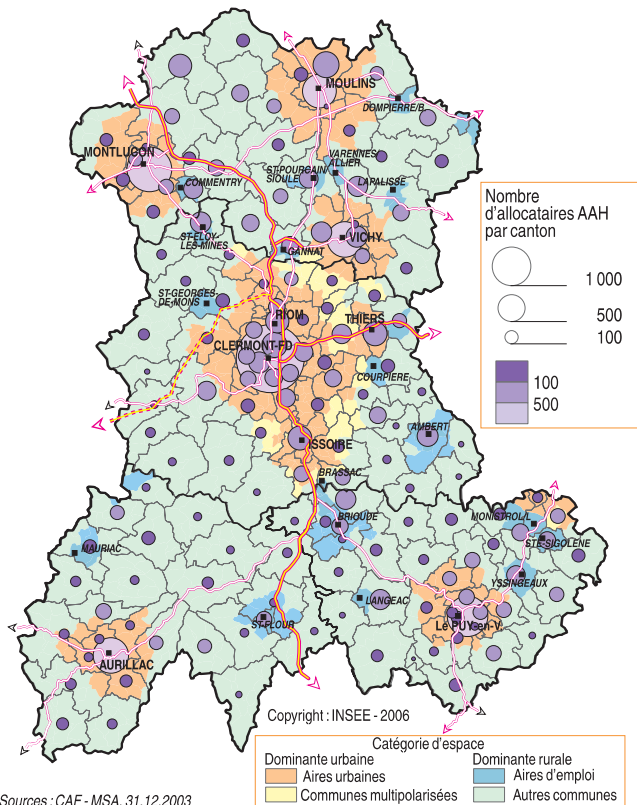 MOULINS
DOMPIERRE/B.
MONTLUCON
COMMENTRY
ST-POURCAIN
SIOULE
VARENNES
ALLIER
LAPALISSE
ST-ELOY-
LES-MINES
GANNAT
VICHY
ST-GEORGES-
DE-MONS
RIOM
THIERS
CLERMONT-FD
COURPIERE
AMBERT
ISSOIRE
BRASSAC
BRIOUDE
MAURIAC
MONISTROL/L
STE-SIGOLENE
YSSINGEAUX
LANGEAC
Le PUY-en-V.
ST-FLOUR
AURILLAC
Nombre
d'allocataires AAH
par canton
1 000
500
100
100
500
Copyright : INSEE - 2006
Catégorie d'espace
Dominante urbaine
Aires urbaines
Communes multipolarisées
Dominante rurale
Aires d'emploi
Autres communes
Sources : CAF - MSA, 31.12.2003